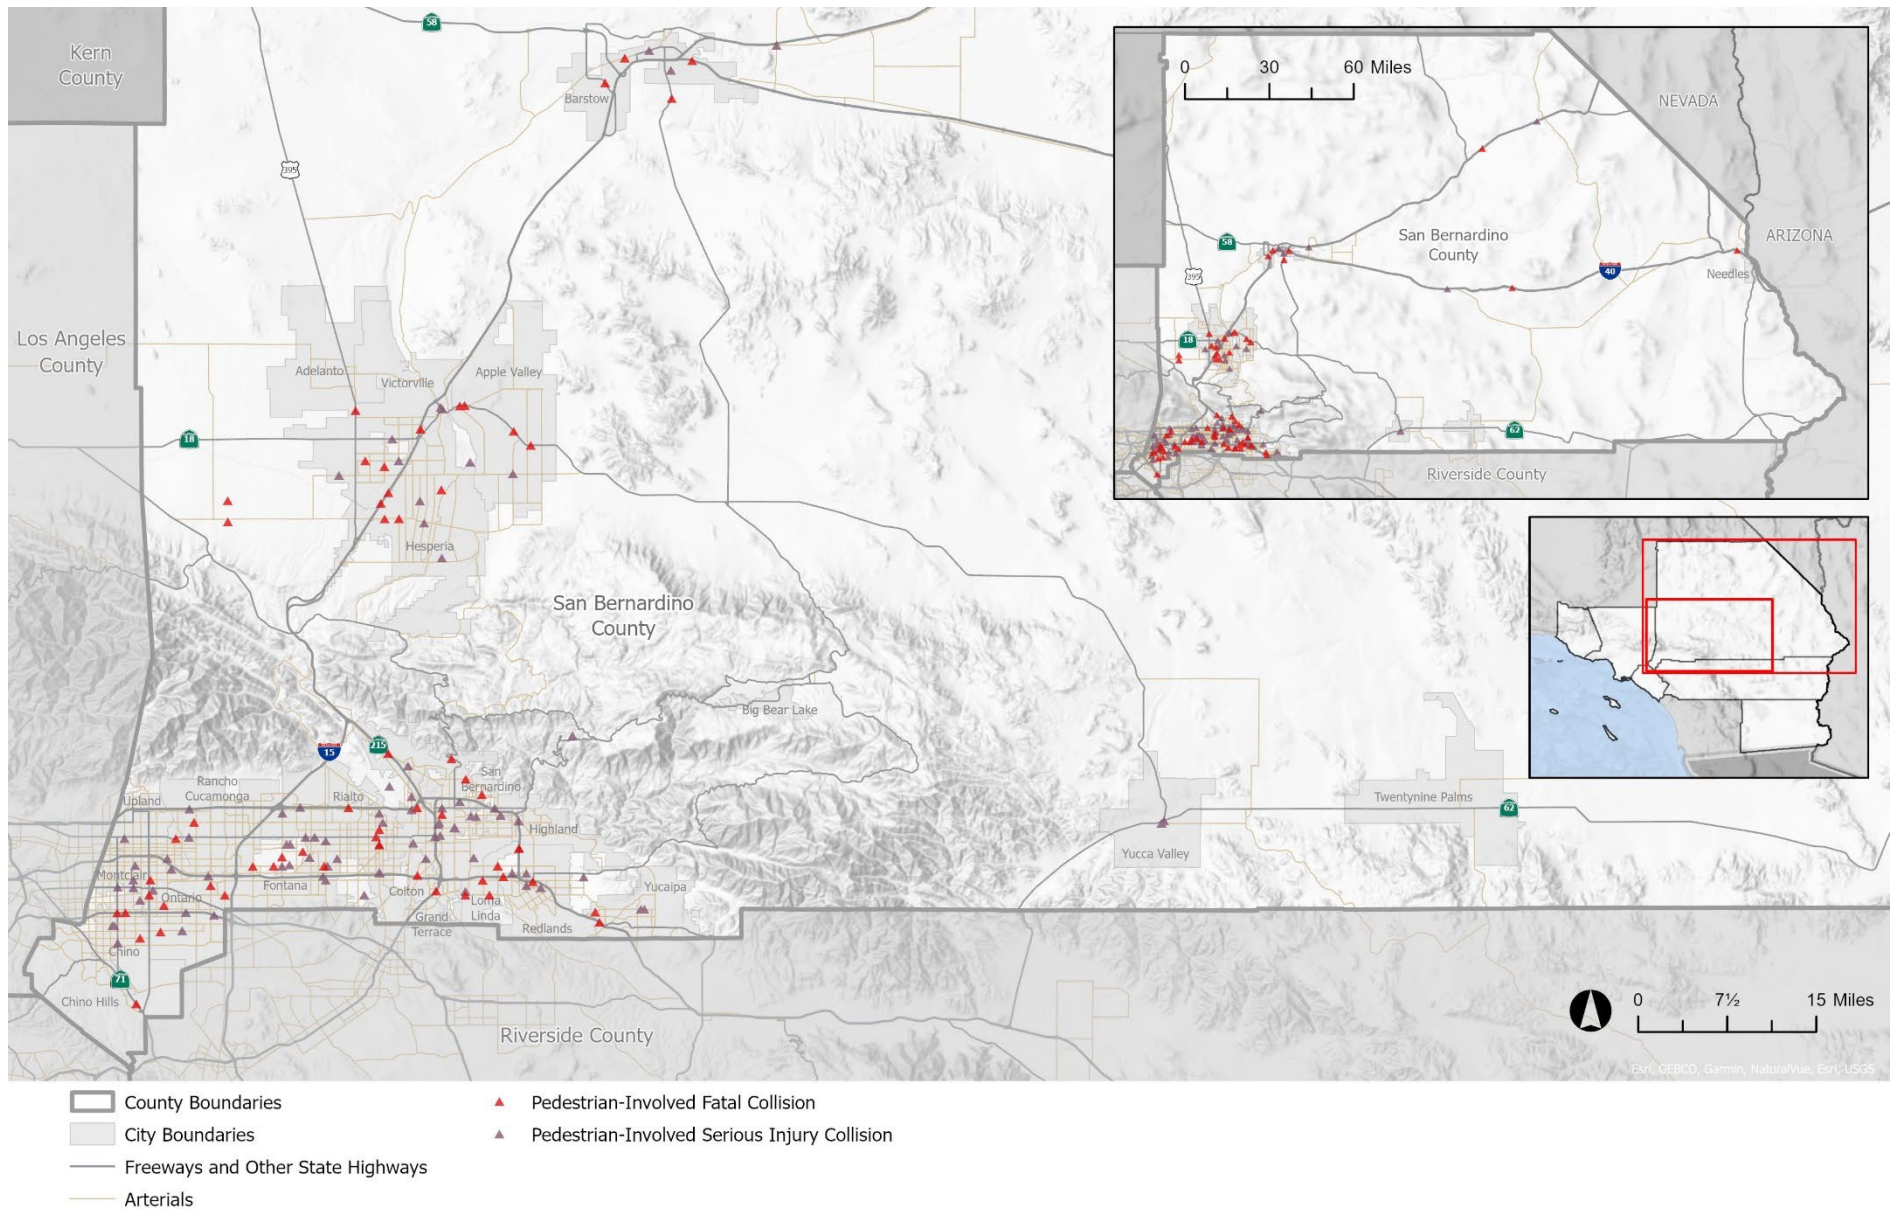 58
Kern
County
Barstow
395
Los Angeles
County
Adelanto
Victorville
Apple Valley
18
Hesperia
San Bernardino
County
Big Bear Lake
15
215
Rancho
Cucamonga
Upland
Rialto
San
Bernardino
Highland
Montclair
Ontario
Fontana
Colton
Loma
Linda
Grand
Terrace
Redlands
Yucaipa
Chino
71
Chino Hills
Riverside County
Yucca Valley
Twentynine Palms
62
0 30 60 Miles
NEVADA
ARIZONA
San Bernardino
County
58
395
40
Needles
18
62
Riverside County
0 7½ 15 Miles
Esri, GEBCO, Garmin, NaturalVue, Esri, USGS
County Boundaries
City Boundaries
Freeways and Other State Highways
Arterials
Pedestrian-Involved Fatal Collision
Pedestrian-Involved Serious Injury Collision